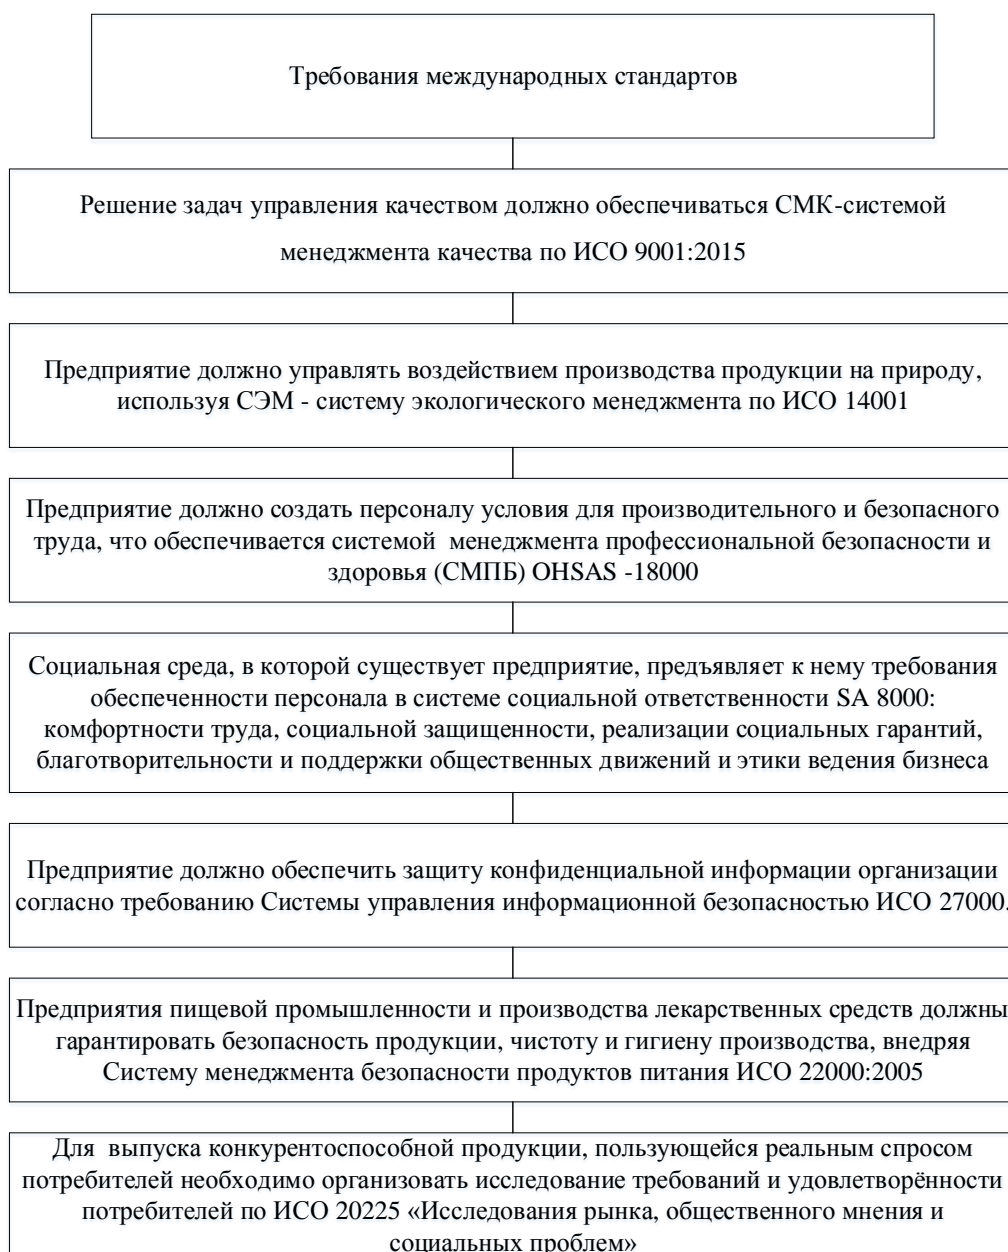 Требования международных стандартов
Решение задач управления качеством должно обеспечиваться СМК-системой
менеджмента качества по ИСО 9001:2015
Предприятие должно управлять воздействием производства продукции на природу,
используя СЭМ - систему экологического менеджмента по ИСО 14001
Предприятие должно создать персоналу условия для производительного и безопасного
труда, что обеспечивается системой  менеджмента профессиональной безопасности и
здоровья (СМПБ) OHSAS -18000
Социальная среда, в которой существует предприятие, предъявляет к нему требования
обеспеченности персонала в системе социальной ответственности SA 8000:
комфортности труда, социальной защищенности, реализации социальных гарантий,
благотворительности и поддержки общественных движений и этики ведения бизнеса
Предприятие должно обеспечить защиту конфиденциальной информации организации
согласно требованию Системы управления информационной безопасностью ИСО 27000.
Предприятия пищевой промышленности и производства лекарственных средств должны
гарантировать безопасность продукции, чистоту и гигиену производства, внедряя
Систему менеджмента безопасности продуктов питания ИСО 22000:2005
Для  выпуска конкурентоспособной продукции, пользующейся реальным спросом
потребителей необходимо организовать исследование требований и удовлетворённости
потребителей по ИСО 20225 «Исследования рынка, общественного мнения и
социальных проблем»